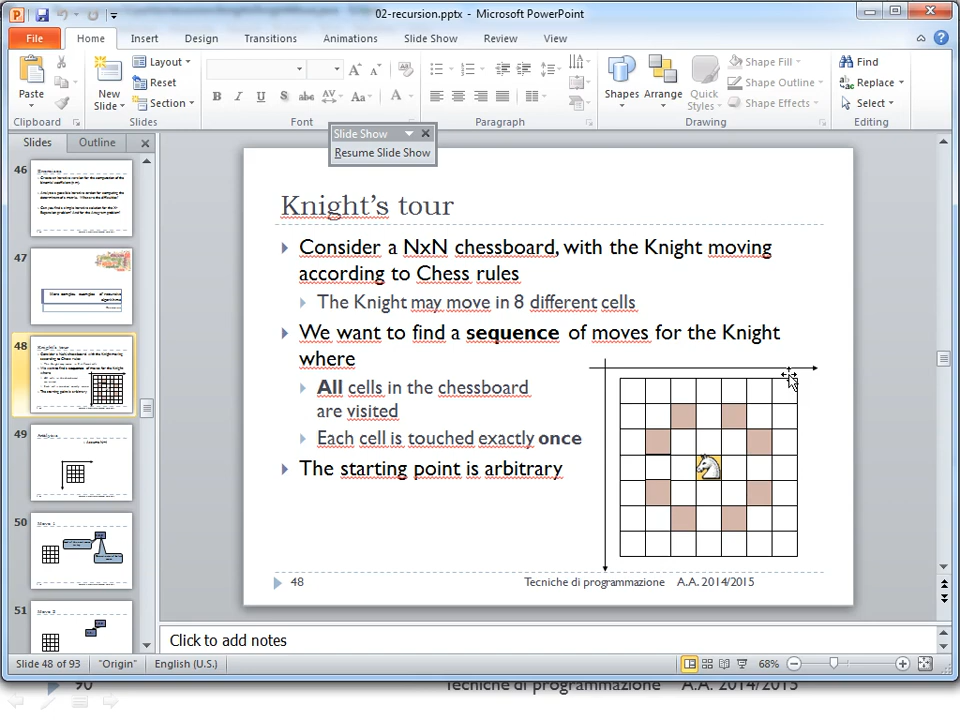 02-recursion.pptx - Microsoft PowerPoint
File Home Insert Design Transitions Animations Slide Show Review View
Paste
New
Slide
Layout
Reset
Section
Shapes
Arrange
Quick
Styles
Shape Fill
Shape Outline
Shape Effects
Find
Replace
Select
Clipboard Slides Font Paragraph Drawing Editing
Slides Outline
Slide Show
Resume Slide Show
46
47
48
49
50
51
Knight's tour
Consider a NxN chessboard, with the Knight moving
according to Chess rules
The Knight may move in 8 different cells
We want to find a sequence of moves for the Knight
where
All cells in the chessboard
are visited
Each cell is touched exactly once
The starting point is arbitrary
48 Tecniche di programmazione A.A. 2014/2015
Click to add notes
Slide 48 of 93 "Origin" English (U.S.) 68%
90 Tecniche di programmazione A.A. 2014/2015